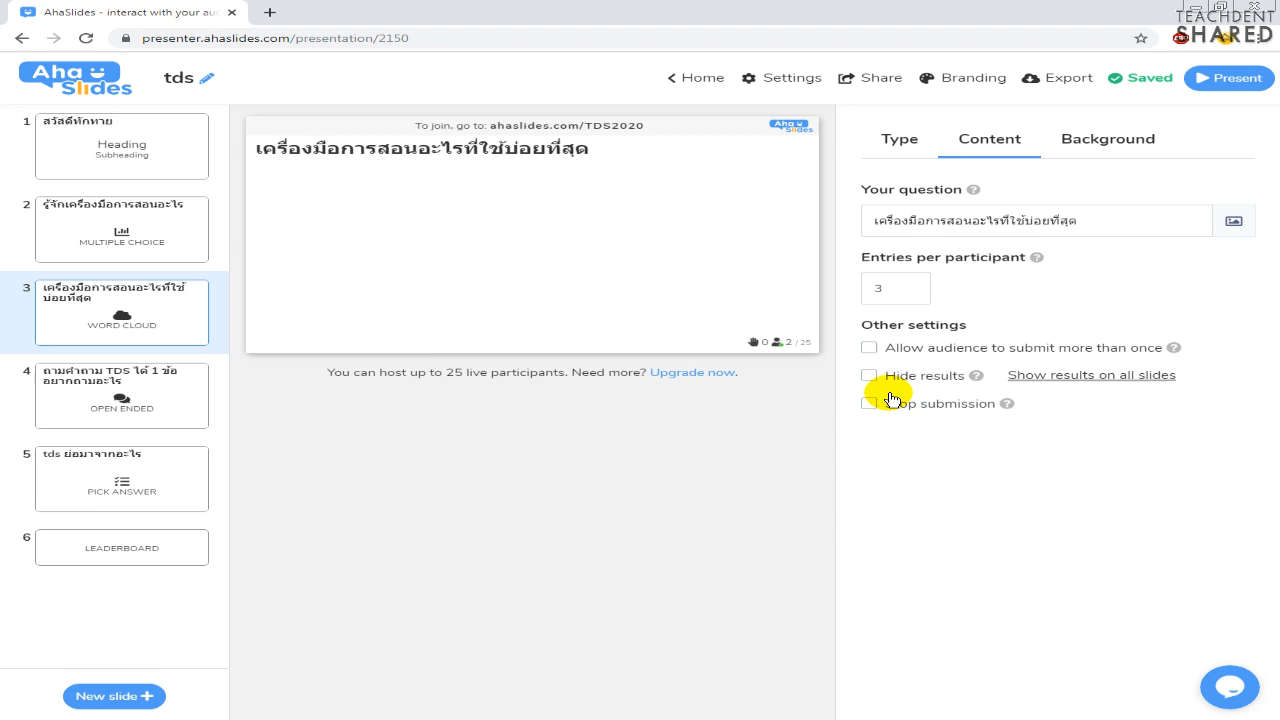 AhaSlides - interact with your au
TEACHDENT
SHARED
presenter.ahaslides.com/presentation/2150
Aha
Slides
tds
Home
Settings
Share
Branding
Export
Saved
Present
1
สวัสดีทักทาย
Heading
Subheading
2
รู้จักเครื่องมือการสอนอะไร
MULTIPLE CHOICE
3
เครื่องมือการสอนอะไรที่ใช้
บ่อยที่สุด
WORD CLOUD
4
ถามคำถาม TDS ได้ 1 ข้อ
อยากถามอะไร
OPEN ENDED
5
tds ย่อมาจากอะไร
PICK ANSWER
6
LEADERBOARD
New slide +
To join, go to: ahaslides.com/TDS2020
Aha
Slides
เครื่องมือการสอนอะไรที่ใช้บ่อยที่สุด
0 2 / 25
You can host up to 25 live participants. Need more? Upgrade now.
Type
Content
Background
Your question
เครื่องมือการสอนอะไรที่ใช้บ่อยที่สุด
Entries per participant
3
Other settings
Allow audience to submit more than once
Hide results
Show results on all slides
submission